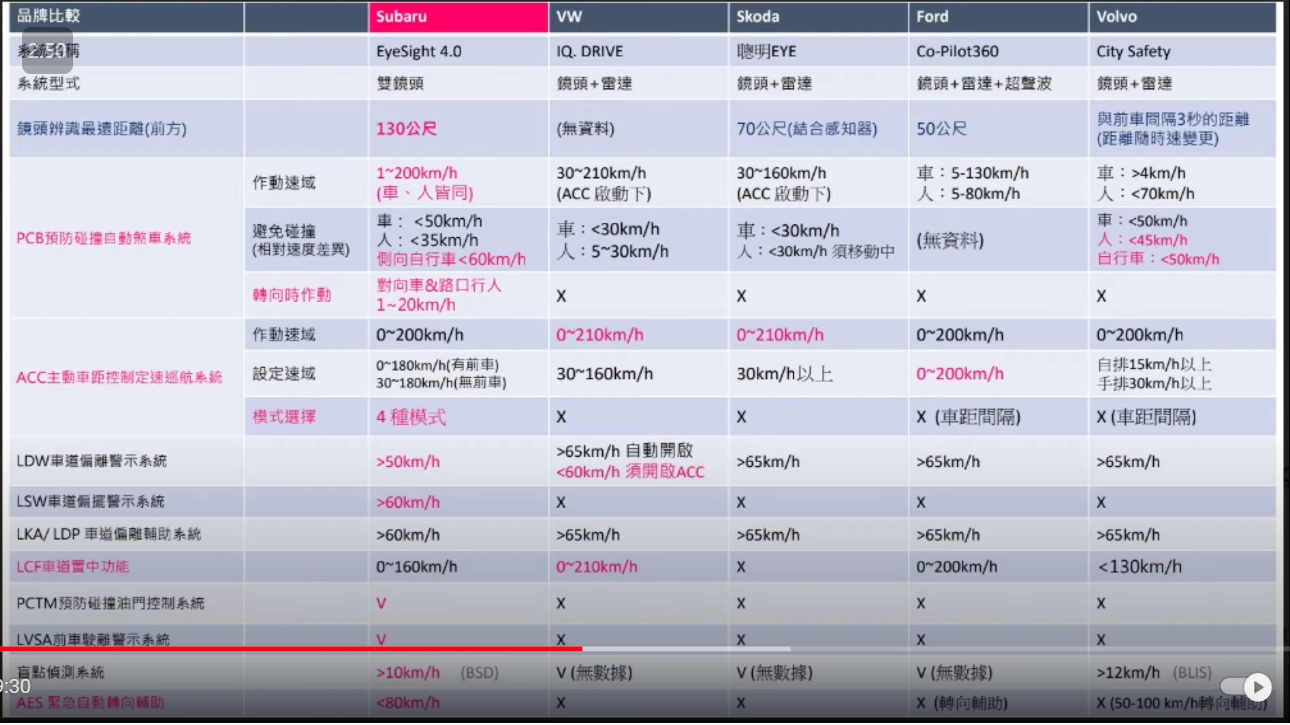 品牌比較 Subaru VW Skoda Ford Volvo
2:50
稱 EyeSight 4.0 IQ. DRIVE 聰明EYE Co-Pilot360 City Safety
系統型式 雙鏡頭 鏡頭+雷達 鏡頭+雷達 鏡頭+雷達+超聲波 鏡頭+雷達
鏡頭辨識最遠距離(前方) 130公尺 (無資料) 70公尺(結合感知器) 50公尺 與前車間隔3秒的距離
(距離隨時速變更)
PCB預防碰撞自動煞車系統
作動速域 1~200km/h 30~210km/h 30~160km/h 車：5-130km/h 車：>4km/h
(車、人皆同) (ACC 啟動下) (ACC 啟動下) 人：5-80km/h 人：<70km/h
避免碰撞 車： <50km/h 車：<30km/h 車：<30km/h (無資料) 車：<50km/h
(相對速度差異) 人：<35km/h 人：5~30km/h 人：<30km/h 須移動中 人：<45km/h
側向自行車<60km/h 自行車：<50km/h
轉向時作動 對向車&路口行人 X X X X
1~20km/h
ACC主動車距控制定速巡航系統
作動速域 0~200km/h 0~210km/h 0~210km/h 0~200km/h 0~200km/h
設定速域 0~180km/h(有前車) 30~160km/h 30km/h以上 0~200km/h 自排15km/h以上
30~180km/h(無前車) 手排30km/h以上
模式選擇 4 種模式 X X X (車距間隔) X (車距間隔)
LDW車道偏離警示系統 >50km/h >65km/h 自動開啟 >65km/h >65km/h >65km/h
<60km/h 須開啟ACC
LSW車道偏擺警示系統 >60km/h X X X X
LKA/ LDP 車道偏離輔助系統 >60km/h >65km/h >65km/h >65km/h >65km/h
LCF車道置中功能 0~160km/h 0~210km/h X 0~200km/h <130km/h
PCTM預防碰撞油門控制系統 V X X X X
LVSA前車駛離警示系統 V X X X X
盲點偵測系統 >10km/h (BSD) V (無數據) V (無數據) V (無數據) >12km/h (BLIS)
9:30
AES 緊急自動轉向輔助 <80km/h X X X (轉向輔助) X (50-100 km/h轉向輔助)